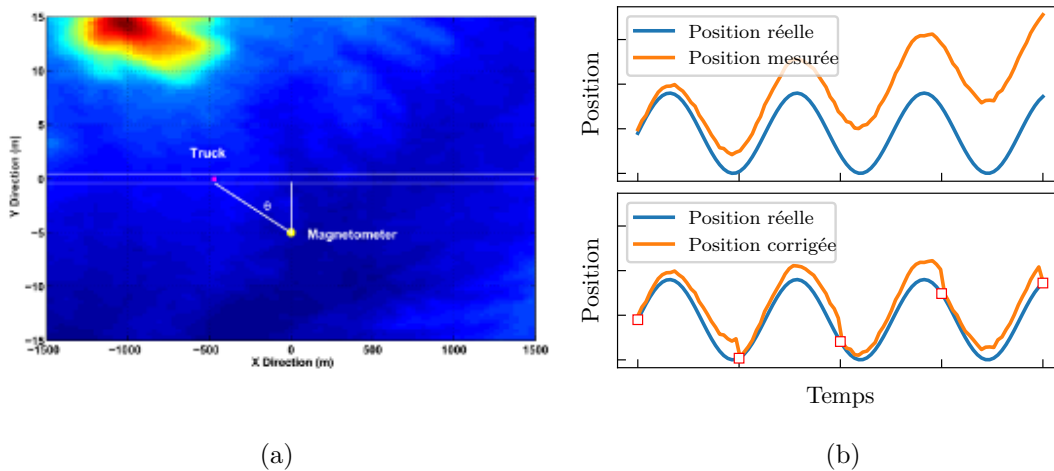 15
10
5
0
−5
−10
−15
Y Direction (m)
Truck
θ
Magnetometer
−1500
−1000
−500
0
500
1000
1500
X Direction (m)
(a)
Position réelle
Position mesurée
Position
Position réelle
Position corrigée
Position
Temps
(b)